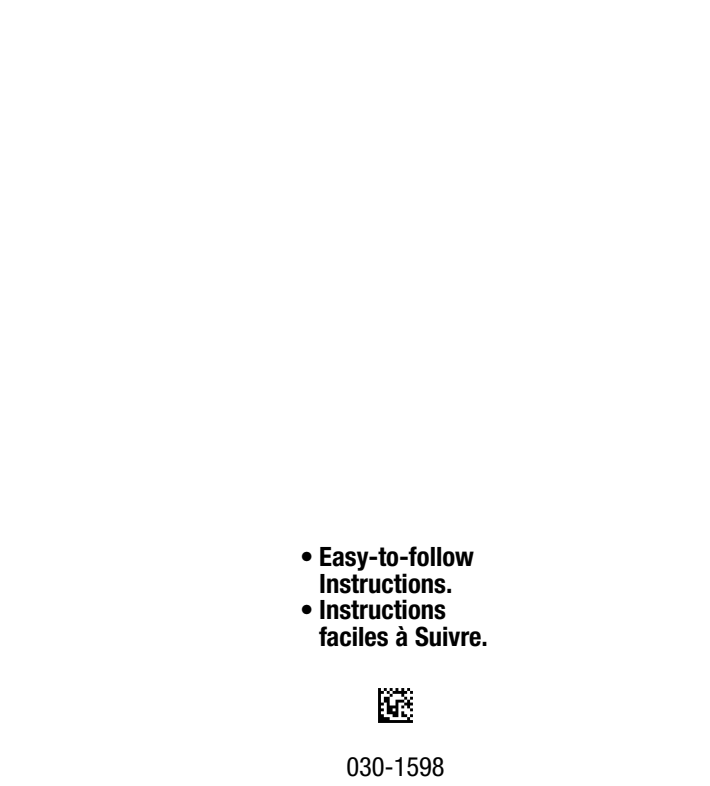 • Easy-to-follow
Instructions.
• Instructions
faciles à Suivre.
030-1598